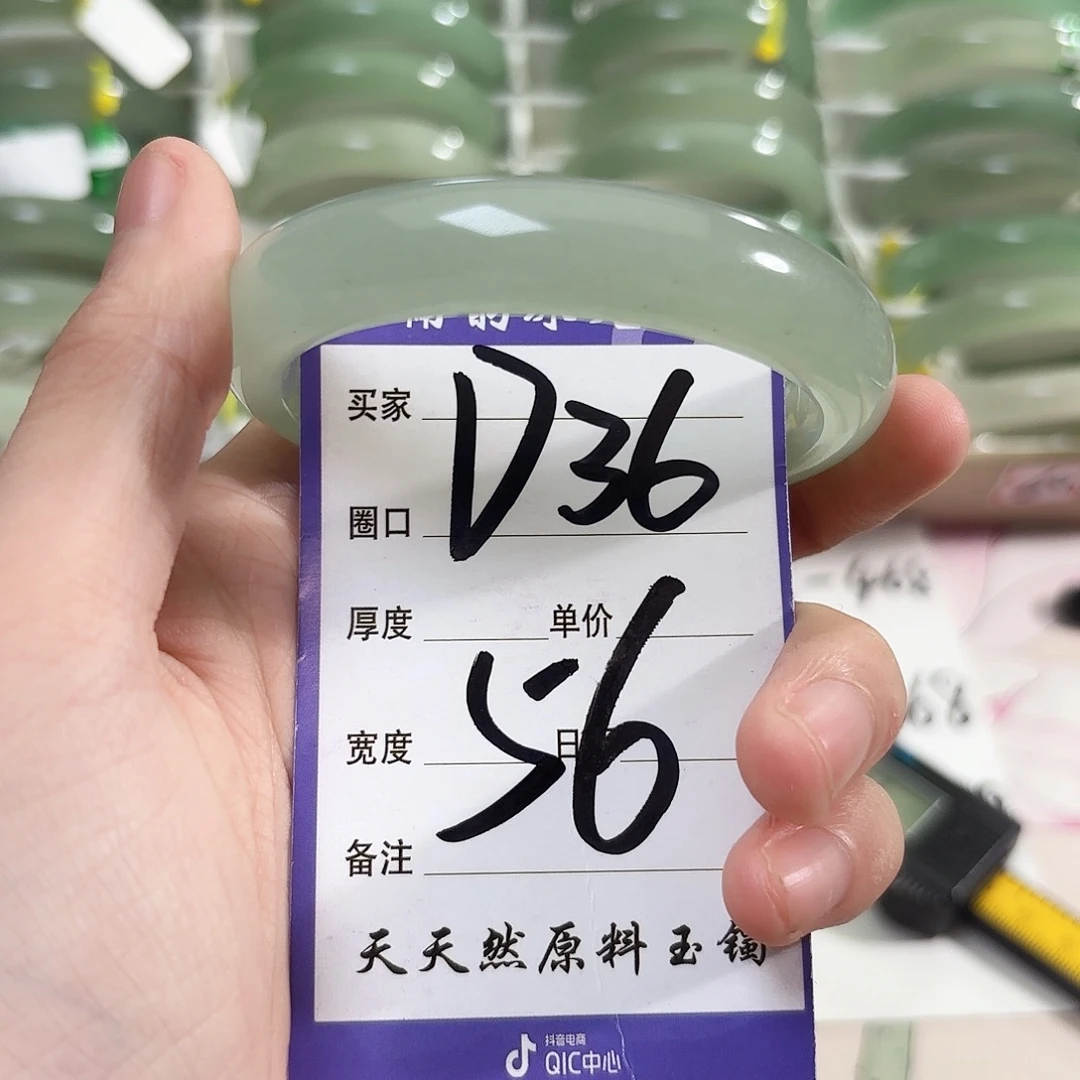 买家
D36
圈口
厚度 单价
56
宽度 日
备注
天天然原料玉镯
抖音电商
QIC中心